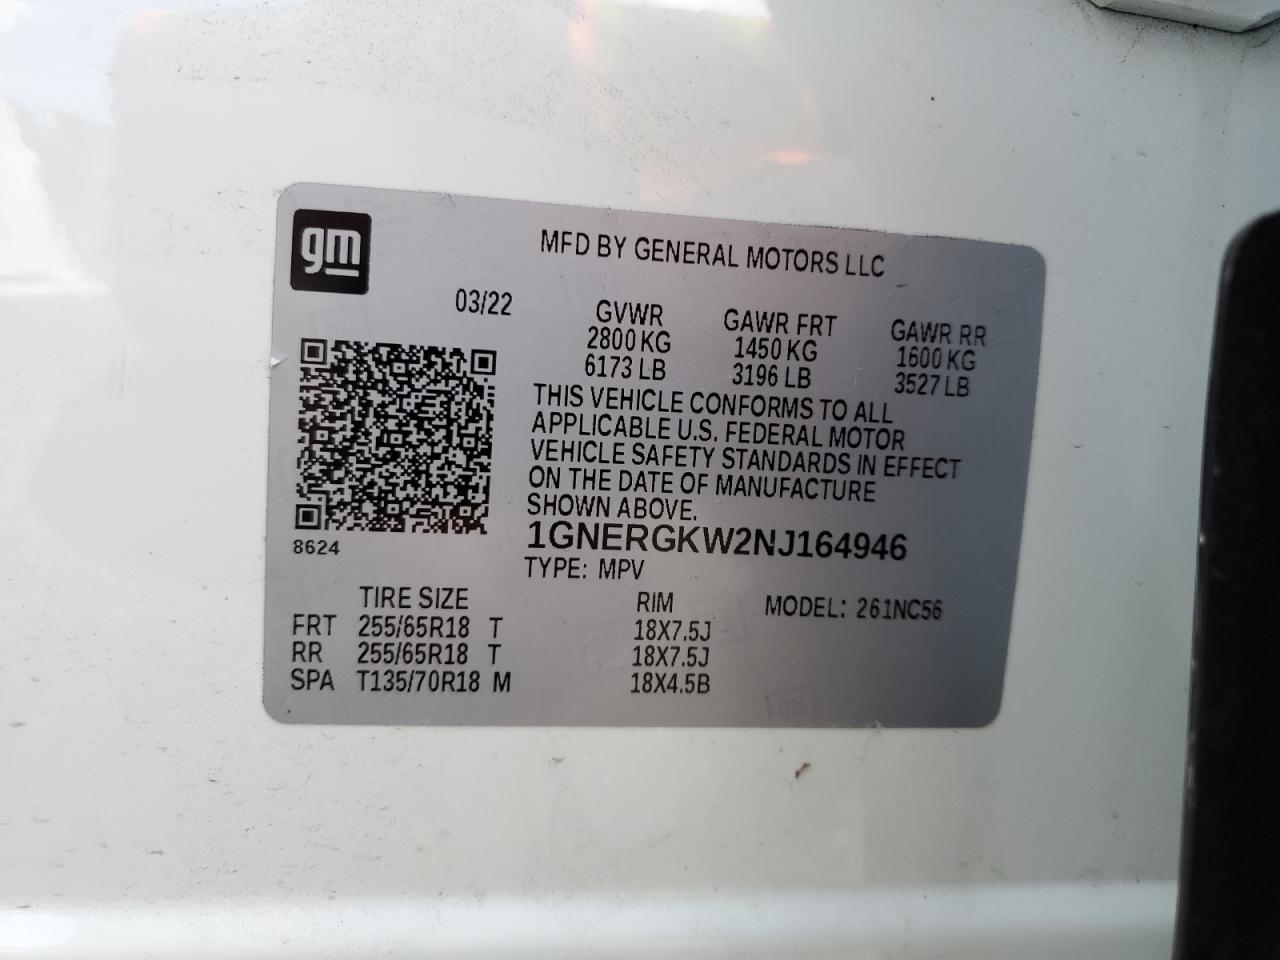 gm
MFD BY GENERAL MOTORS LLC
03/22
GVWR GAWR FRT GAWR RR
2800 KG 1450 KG 1600 KG
6173 LB 3196 LB 3527 LB
THIS VEHICLE CONFORMS TO ALL
APPLICABLE U.S. FEDERAL MOTOR
VEHICLE SAFETY STANDARDS IN EFFECT
ON THE DATE OF MANUFACTURE
SHOWN ABOVE.
1GNERGKW2NJ164946
8624
TYPE: MPV
TIRE SIZE RIM MODEL: 261NC56
FRT 255/65R18 T 18X7.5J
RR 255/65R18 T 18X7.5J
SPA T135/70R18 M 18X4.5B